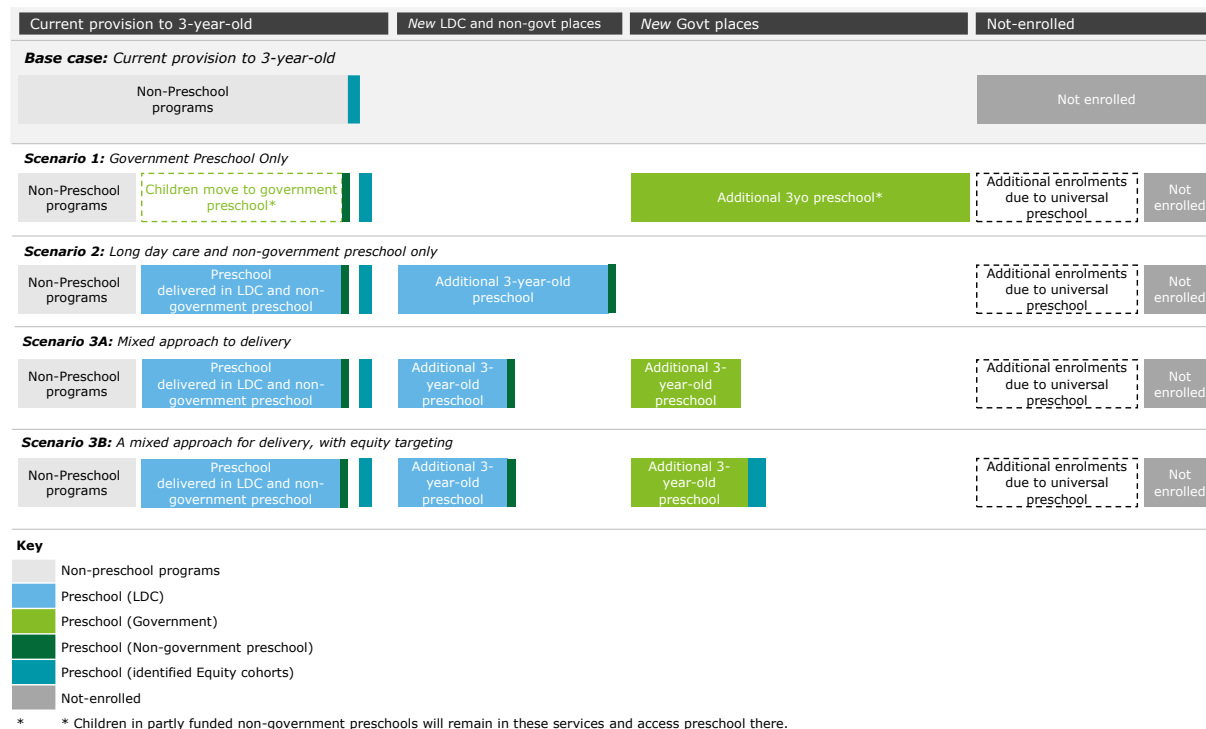 Current provision to 3-year-old
New LDC and non-govt places
New Govt places
Not-enrolled
Base case: Current provision to 3-year-old
Non-Preschool
programs
Not enrolled
Scenario 1: Government Preschool Only
Non-Preschool
programs
Children move to government
preschool*
Additional 3yo preschool*
Additional enrolments
due to universal
preschool
Not
enrolled
Scenario 2: Long day care and non-government preschool only
Non-Preschool
programs
Preschool
delivered in LDC and non-
government preschool
Additional 3-year-old
preschool
Additional enrolments
due to universal
preschool
Not
enrolled
Scenario 3A: Mixed approach to delivery
Non-Preschool
programs
Preschool
delivered in LDC and non-
government preschool
Additional 3-
year-old
preschool
Additional 3-
year-old
preschool
Additional enrolments
due to universal
preschool
Not
enrolled
Scenario 3B: A mixed approach for delivery, with equity targeting
Non-Preschool
programs
Preschool
delivered in LDC and non-
government preschool
Additional 3-
year-old
preschool
Additional 3-
year-old
preschool
Additional enrolments
due to universal
preschool
Not
enrolled
Key
Non-preschool programs
Preschool (LDC)
Preschool (Government)
Preschool (Non-government preschool)
Preschool (identified Equity cohorts)
Not-enrolled
* * Children in partly funded non-government preschools will remain in these services and access preschool there.